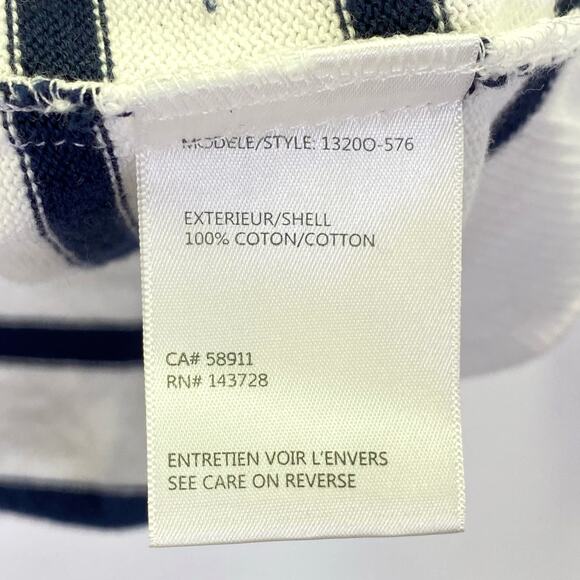 MODELE/STYLE: 1320O-576
EXTERIEUR/SHELL
100% COTON/COTTON
CA# 58911
RN# 143728
ENTRETIEN VOIR L'ENVERS
SEE CARE ON REVERSE